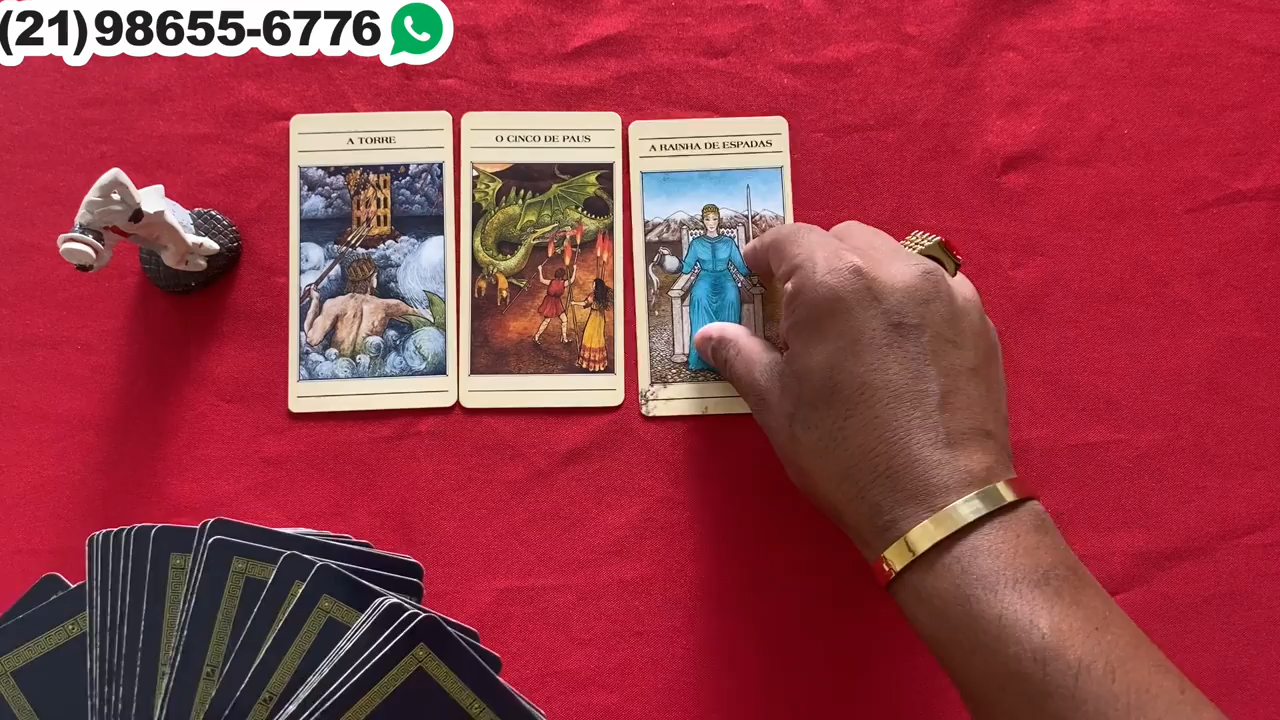 (21)98655-6776
A TORRE
O CINCO DE PAUS
A RAINHA DE ESPADAS